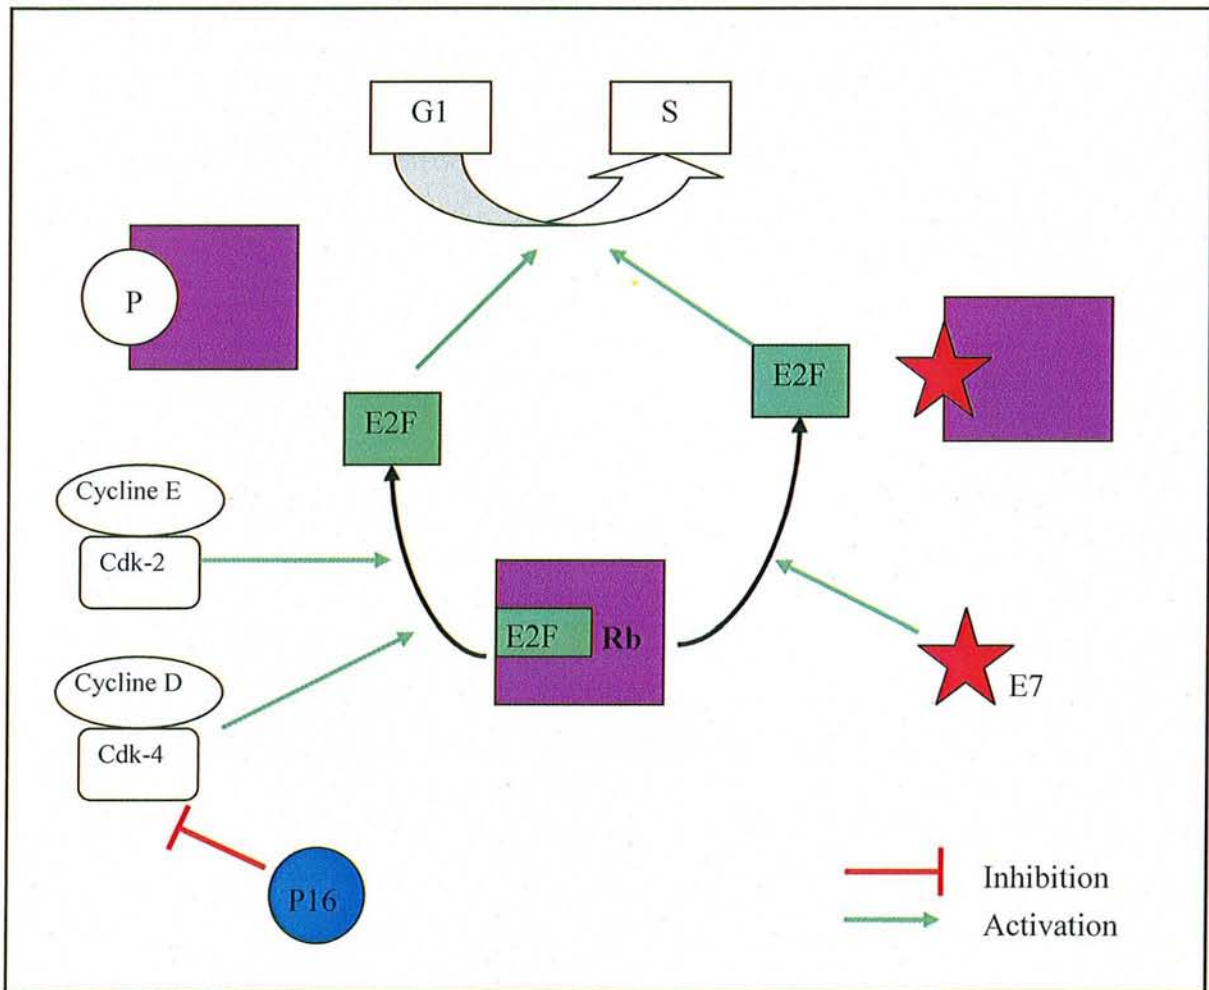 G1
S
P
E2F
E2F
Cycline E
Cdk-2
E2F Rb
Cycline D
Cdk-4
E7
P16
Inhibition
Activation